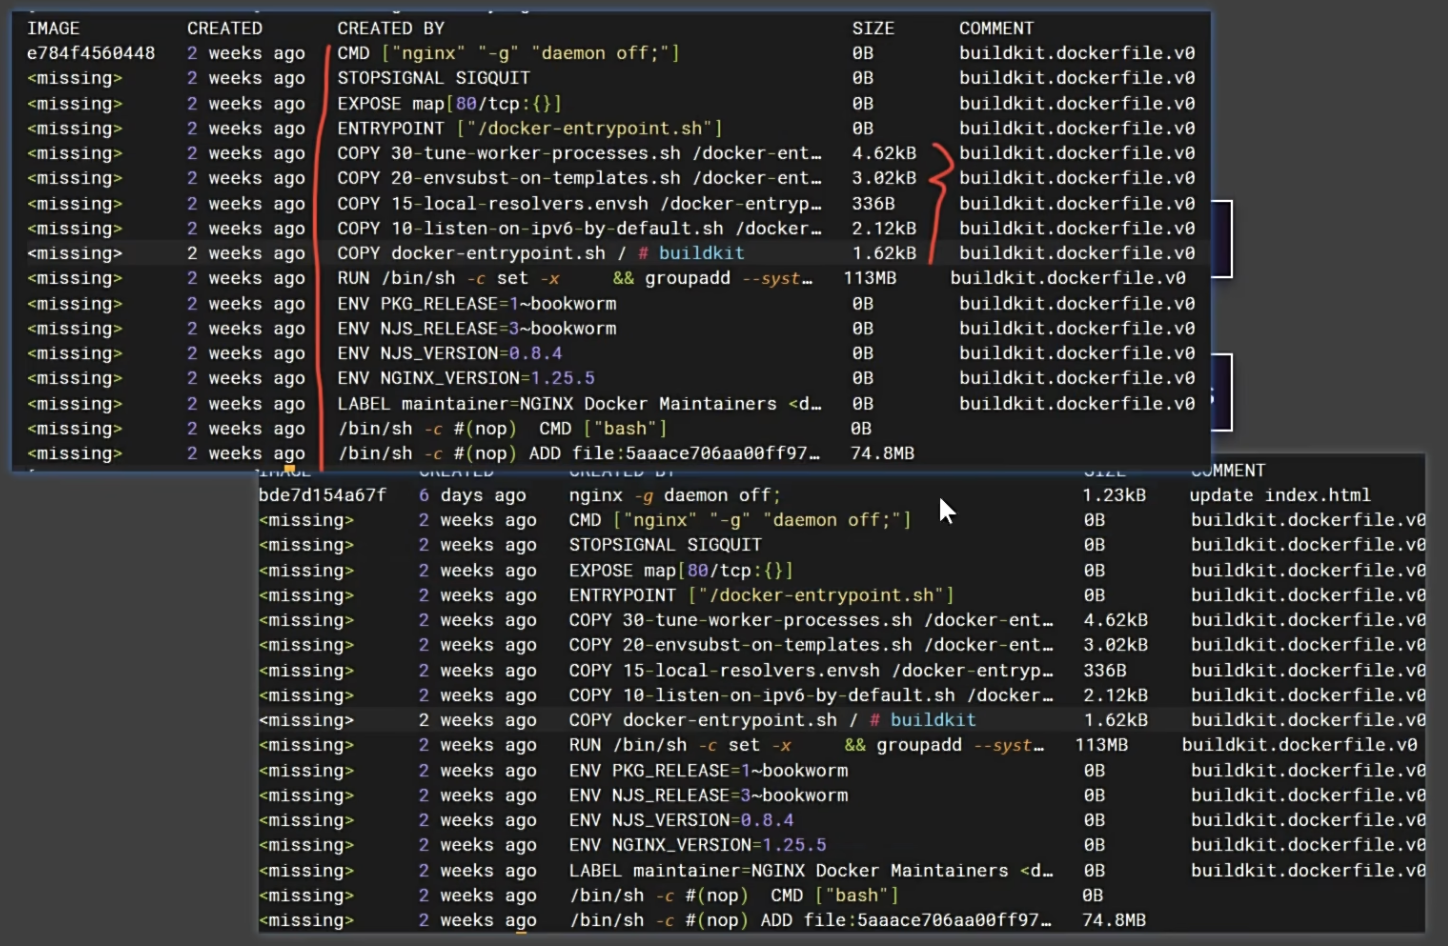 IMAGE CREATED CREATED BY SIZE COMMENT
e784f4560448 2 weeks ago CMD ["nginx" "-g" "daemon off;"] 0B buildkit.dockerfile.v0
<missing> 2 weeks ago STOPSIGNAL SIGQUIT 0B buildkit.dockerfile.v0
<missing> 2 weeks ago EXPOSE map[80/tcp:{}] 0B buildkit.dockerfile.v0
<missing> 2 weeks ago ENTRYPOINT ["/docker-entrypoint.sh"] 0B buildkit.dockerfile.v0
<missing> 2 weeks ago COPY 30-tune-worker-processes.sh /docker-ent… 4.62kB buildkit.dockerfile.v0
<missing> 2 weeks ago COPY 20-envsubst-on-templates.sh /docker-ent… 3.02kB buildkit.dockerfile.v0
<missing> 2 weeks ago COPY 15-local-resolvers.envsh /docker-entryp… 336B buildkit.dockerfile.v0
<missing> 2 weeks ago COPY 10-listen-on-ipv6-by-default.sh /docker… 2.12kB buildkit.dockerfile.v0
<missing> 2 weeks ago COPY docker-entrypoint.sh / # buildkit 1.62kB buildkit.dockerfile.v0
<missing> 2 weeks ago RUN /bin/sh -c set -x && groupadd --syst… 113MB buildkit.dockerfile.v0
<missing> 2 weeks ago ENV PKG_RELEASE=1~bookworm 0B buildkit.dockerfile.v0
<missing> 2 weeks ago ENV NJS_RELEASE=3~bookworm 0B buildkit.dockerfile.v0
<missing> 2 weeks ago ENV NJS_VERSION=0.8.4 0B buildkit.dockerfile.v0
<missing> 2 weeks ago ENV NGINX_VERSION=1.25.5 0B buildkit.dockerfile.v0
<missing> 2 weeks ago LABEL maintainer=NGINX Docker Maintainers <d… 0B buildkit.dockerfile.v0
<missing> 2 weeks ago /bin/sh -c #(nop) CMD ["bash"] 0B
<missing> 2 weeks ago /bin/sh -c #(nop) ADD file:5aaace706aa00ff97… 74.8MB
IMAGE CREATED CREATED BY SIZE COMMENT
bde7d154a67f 6 days ago nginx -g daemon off; 1.23kB update index.html
<missing> 2 weeks ago CMD ["nginx" "-g" "daemon off;"] 0B buildkit.dockerfile.v0
<missing> 2 weeks ago STOPSIGNAL SIGQUIT 0B buildkit.dockerfile.v0
<missing> 2 weeks ago EXPOSE map[80/tcp:{}] 0B buildkit.dockerfile.v0
<missing> 2 weeks ago ENTRYPOINT ["/docker-entrypoint.sh"] 0B buildkit.dockerfile.v0
<missing> 2 weeks ago COPY 30-tune-worker-processes.sh /docker-ent… 4.62kB buildkit.dockerfile.v0
<missing> 2 weeks ago COPY 20-envsubst-on-templates.sh /docker-ent… 3.02kB buildkit.dockerfile.v0
<missing> 2 weeks ago COPY 15-local-resolvers.envsh /docker-entryp… 336B buildkit.dockerfile.v0
<missing> 2 weeks ago COPY 10-listen-on-ipv6-by-default.sh /docker… 2.12kB buildkit.dockerfile.v0
<missing> 2 weeks ago COPY docker-entrypoint.sh / # buildkit 1.62kB buildkit.dockerfile.v0
<missing> 2 weeks ago RUN /bin/sh -c set -x && groupadd --syst… 113MB buildkit.dockerfile.v0
<missing> 2 weeks ago ENV PKG_RELEASE=1~bookworm 0B buildkit.dockerfile.v0
<missing> 2 weeks ago ENV NJS_RELEASE=3~bookworm 0B buildkit.dockerfile.v0
<missing> 2 weeks ago ENV NJS_VERSION=0.8.4 0B buildkit.dockerfile.v0
<missing> 2 weeks ago ENV NGINX_VERSION=1.25.5 0B buildkit.dockerfile.v0
<missing> 2 weeks ago LABEL maintainer=NGINX Docker Maintainers <d… 0B buildkit.dockerfile.v0
<missing> 2 weeks ago /bin/sh -c #(nop) CMD ["bash"] 0B
<missing> 2 weeks ago /bin/sh -c #(nop) ADD file:5aaace706aa00ff97… 74.8MB